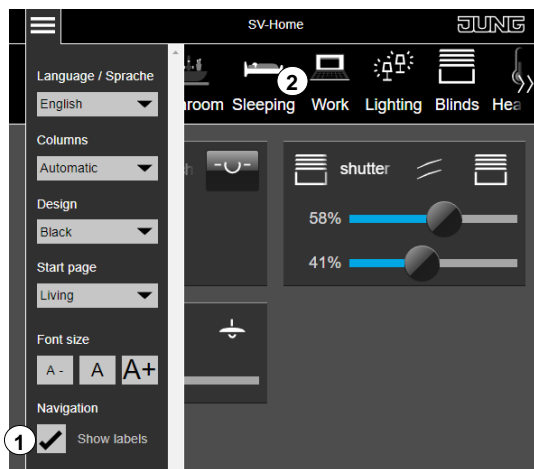 SV-Home
JUNG
Language / Sprache
English
Columns
Automatic
Design
Black
Start page
Living
Font size
A -
A
A+
Navigation
1
Show labels
2
room
Sleeping
Work
Lighting
Blinds
Hea
h
shutter
58%
41%